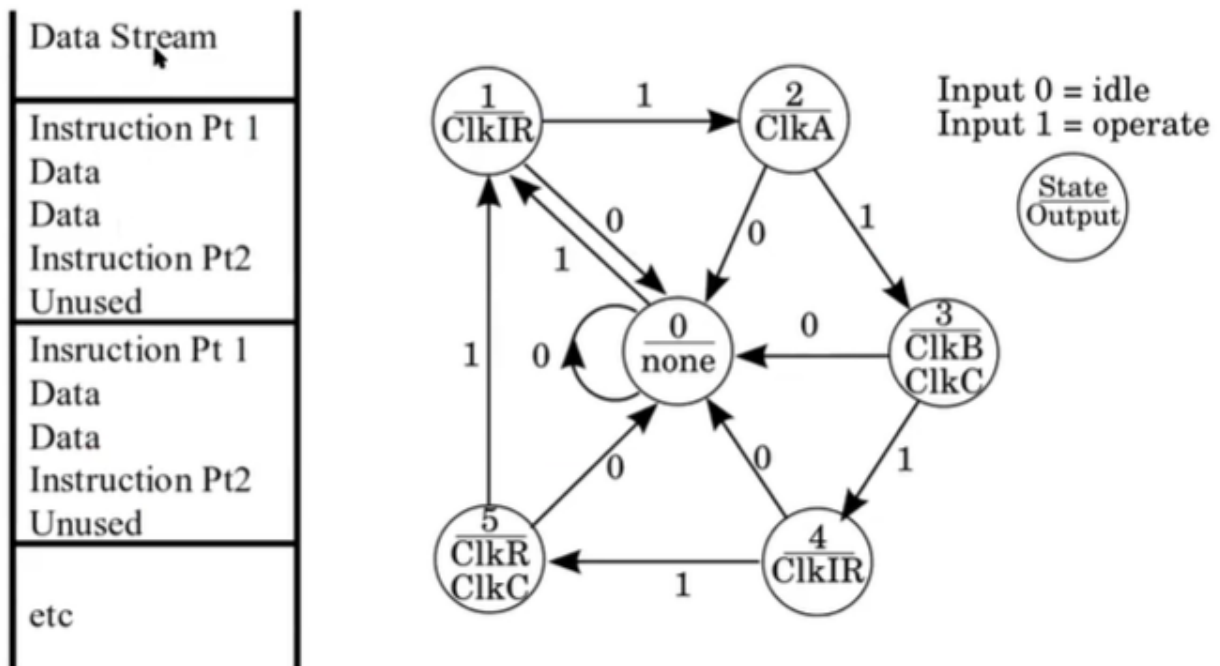 Data Stream
Instruction Pt 1
Data
Data
Instruction Pt2
Unused
Insruction Pt 1
Data
Data
Instruction Pt2
Unused
etc
1
ClkIR
1
2
ClkA
0
1
0
1
0
none
0
0
3
ClkB
ClkC
1
0
0
1
5
ClkR
ClkC
1
4
ClkIR
Input 0 = idle
Input 1 = operate
State
Output